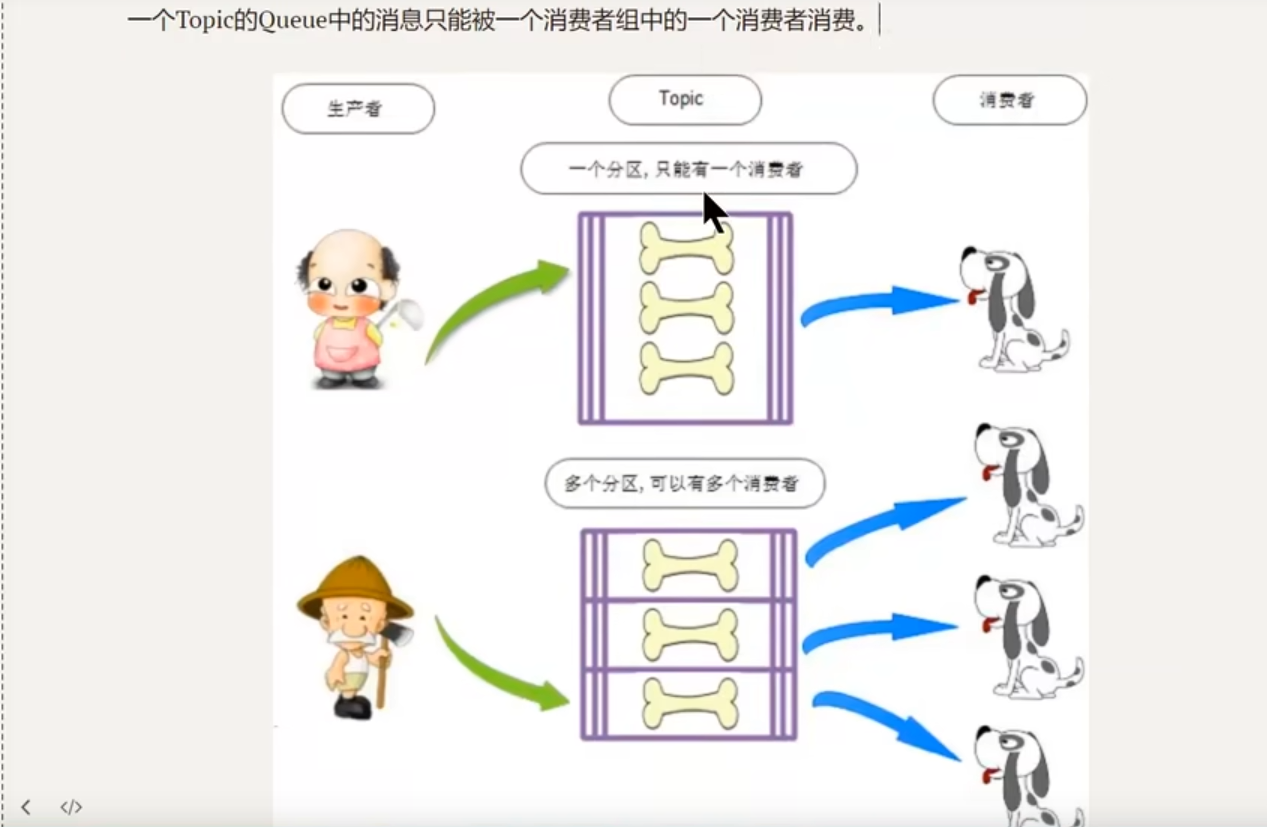 一个Topic的Queue中的消息只能被一个消费者组中的一个消费者消费。
生产者
Topic
消费者
一个分区, 只能有一个消费者
多个分区, 可以有多个消费者